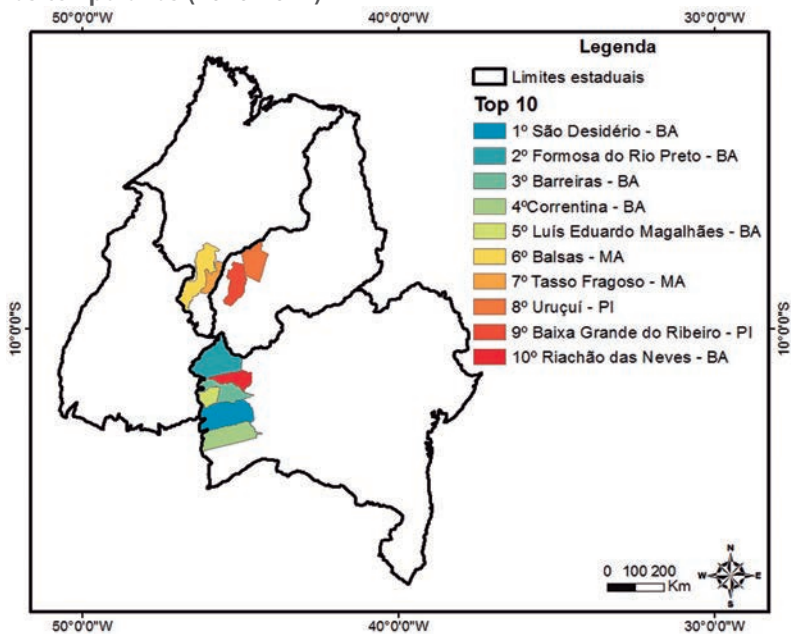 50°0'0"W 40°0'0"W 30°0'0"W
Legenda
Limites estaduais
Top 10
1º São Desidério - BA
2º Formosa do Rio Preto - BA
3º Barreiras - BA
4ºCorrentina - BA
5º Luís Eduardo Magalhães - BA
6º Balsas - MA
7º Tasso Fragoso - MA
8º Uruçuí - PI
9º Baixa Grande do Ribeiro - PI
10º Riachão das Neves - BA
10°0'0"S 10°0'0"S
N
W E
S
0 100 200
Km
50°0'0"W 40°0'0"W 30°0'0"W